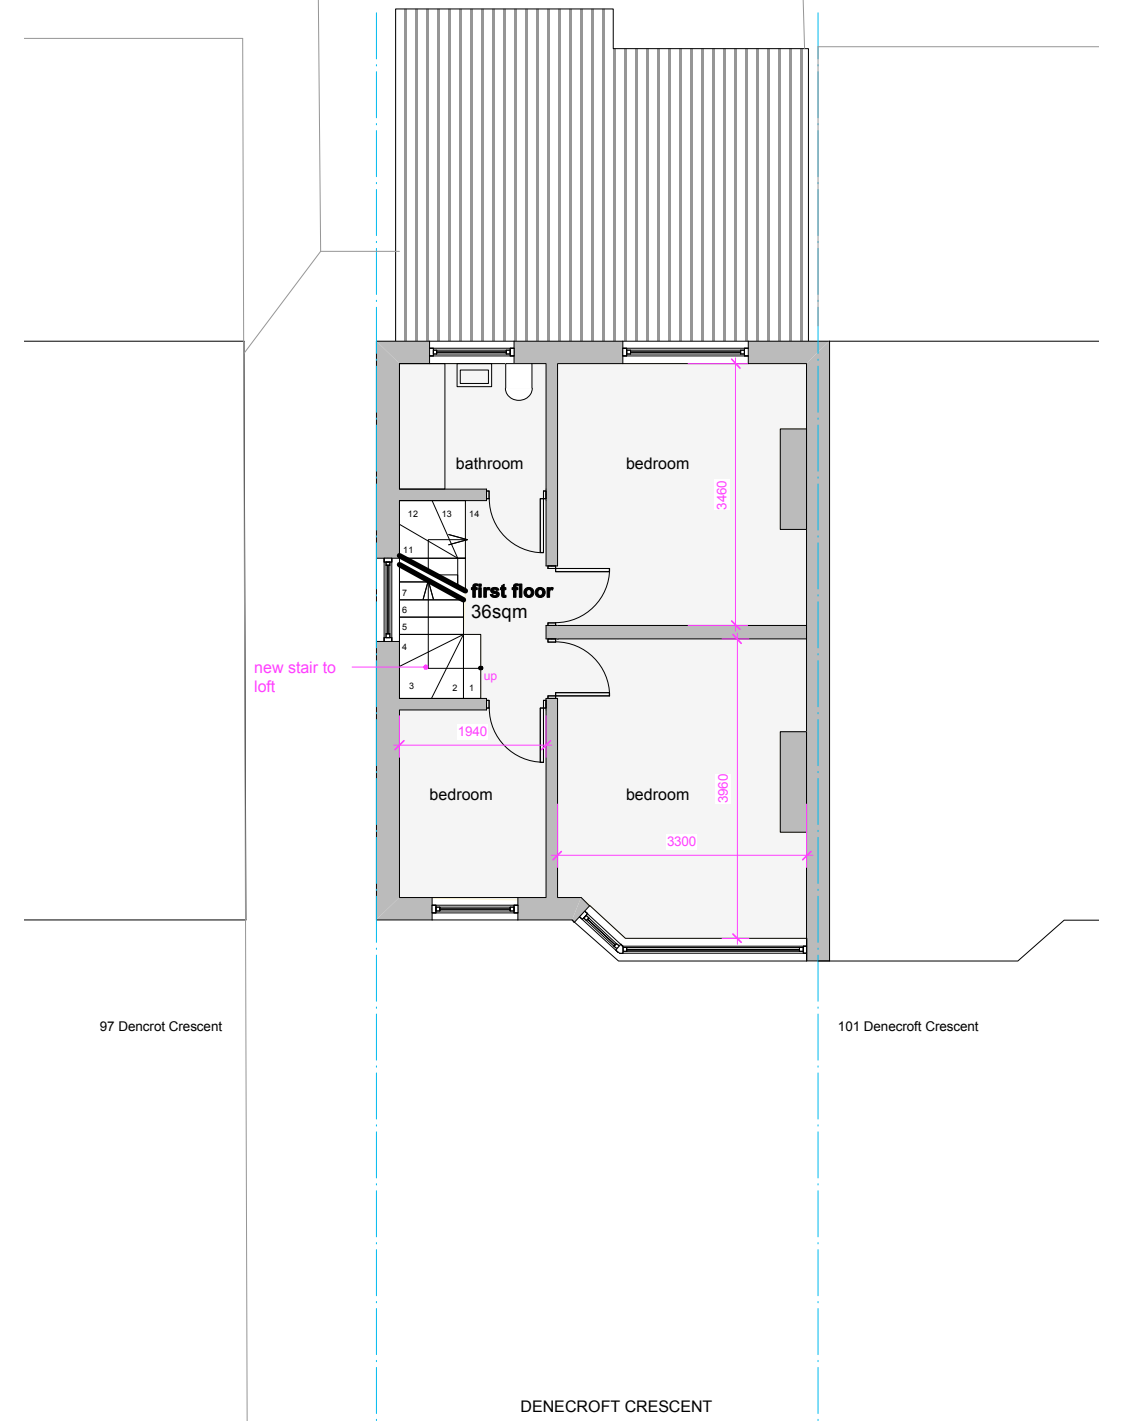 bathroom
bedroom
3460
12
13
14
11
7
6
5
4
3
2
1
first floor
36sqm
new stair to
loft
up
1940
bedroom
bedroom
3960
3300
97 Dencrot Crescent
101 Denecroft Crescent
DENECROFT CRESCENT